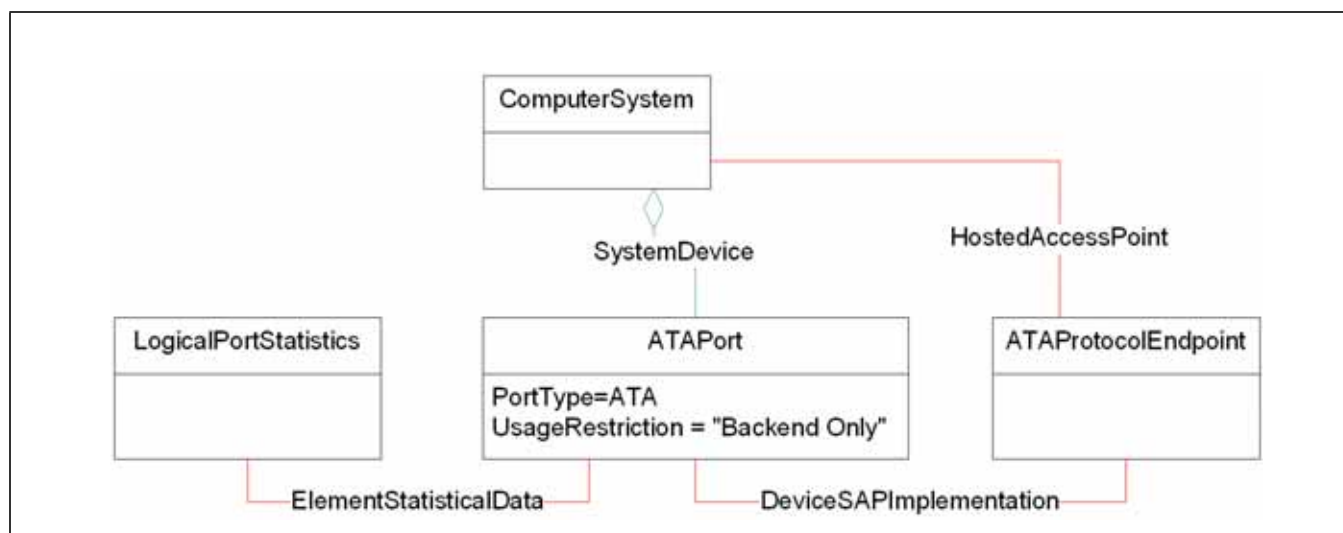 ComputerSystem
HostedAccessPoint
SystemDevice
LogicalPortStatistics
ATAPort
ATAProtocolEndpoint
PortType=ATA
UsageRestriction = "Backend Only"
ElementStatisticalData
DeviceSAPImplementation